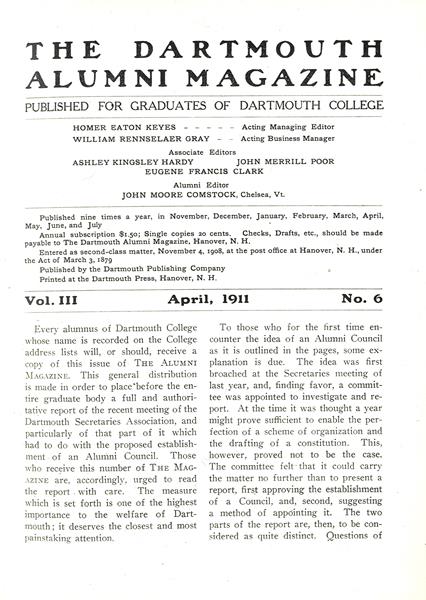 THE DARTMOUTH
ALUMNI MAGAZINE
PUBLISHED FOR GRADUATES OF DARTMOUTH COLLEGE
HOMER EATON KEYES - - - - - Acting Managing Editor
WILLIAM RENNSELAER GRAY - - Acting Business Manager
Associate Editors
ASHLEY KINGSLEY HARDY JOHN MERRILL POOR
EUGENE FRANCIS CLARK
Alumni Editor
JOHN MOORE COMSTOCK, Chelsea, Vt.
Published nine times a year, in November, December, January, February, March, April,
May, June, and July
Annual subscription $1.50; Single copies 20 cents. Checks, Drafts, etc., should be made
payable to The Dartmouth Alumni Magazine, Hanover, N. H.
Entered as second-class matter, November 4, 1908, at the post office at Hanover, N. H., under
the Act of March 3, 1879
Published by the Dartmouth Publishing Company
Printed at the Dartmouth Press, Hanover, N. H.
Vol. III April, 1911 No. 6
Every alumnus of Dartmouth College
whose name is recorded on the College
address lists will, or should, receive a
copy of this issue of THE ALUMNI
MAGAZINE. This general distribution
is made in order to place before the en-
tire graduate body a full and authori-
tative report of the recent meeting of the
Dartmouth Secretaries Association, and
particularly of that part of it which
had to do with the proposed establish-
ment of an Alumni Council. Those
who receive this number of THE MAG-
AZINE are, accordingly, urged to read
the report with care. The measure
which is set forth is one of the highest
importance to the welfare of Dart-
mouth; it deserves the closest and most
painstaking attention.
To those who for the first time en-
counter the idea of an Alumni Council
as it is outlined in the pages, some ex-
planation is due. The idea was first
broached at the Secretaries meeting of
last year, and, finding favor, a commit-
tee was appointed to investigate and re-
port. At the time it was thought a year
might prove sufficient to enable the per-
fection of a scheme of organization and
the drafting of a constitution. This,
however, proved not to be the case.
The committee felt that it could carry
the matter no further than to present a
report, first approving the establishment
of a Council, and, second, suggesting
a method of appointing it. The two
parts of the report are, then, to be con-
sidered as quite distinct. Questions of